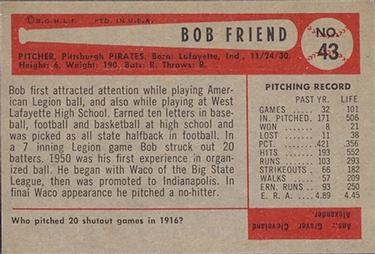 © B.G.H.L.F. PTD. IN U.S.A.
BOB FRIEND
NO. 43
PITCHER, Pittsburgh PIRATES. Born: Lafayette, Ind., 11/24/30.
Height: 6. Weight: 190. Bats: R. Throws: R.
Bob first attracted attention while playing Amer-
ican Legion ball, and also while playing at West
Lafayette High School. Earned ten letters in base-
ball, football and basketball at high school and
was picked as all state halfback in football. In
a 7 inning Legion game Bob struck out 20
batters. 1950 was his first experience in organ-
ized ball. He began with Waco of the Big State
League, then was promoted to Indianapolis. In
final Waco appearance he pitched a no-hitter.
PITCHING RECORD
PAST YR. LIFE
GAMES 32 101
IN. PITCHED. 171 506
WON 8 21
LOST 11 38
PCT. .421 .356
HITS 193 552
RUNS 103 293
STRIKEOUTS 66 182
WALKS 57 209
ERN. RUNS 93 250
E. R. A. 4.89 4.45
Who pitched 20 shutout games in 1916?
Ans.: Grover Cleveland
Alexander.